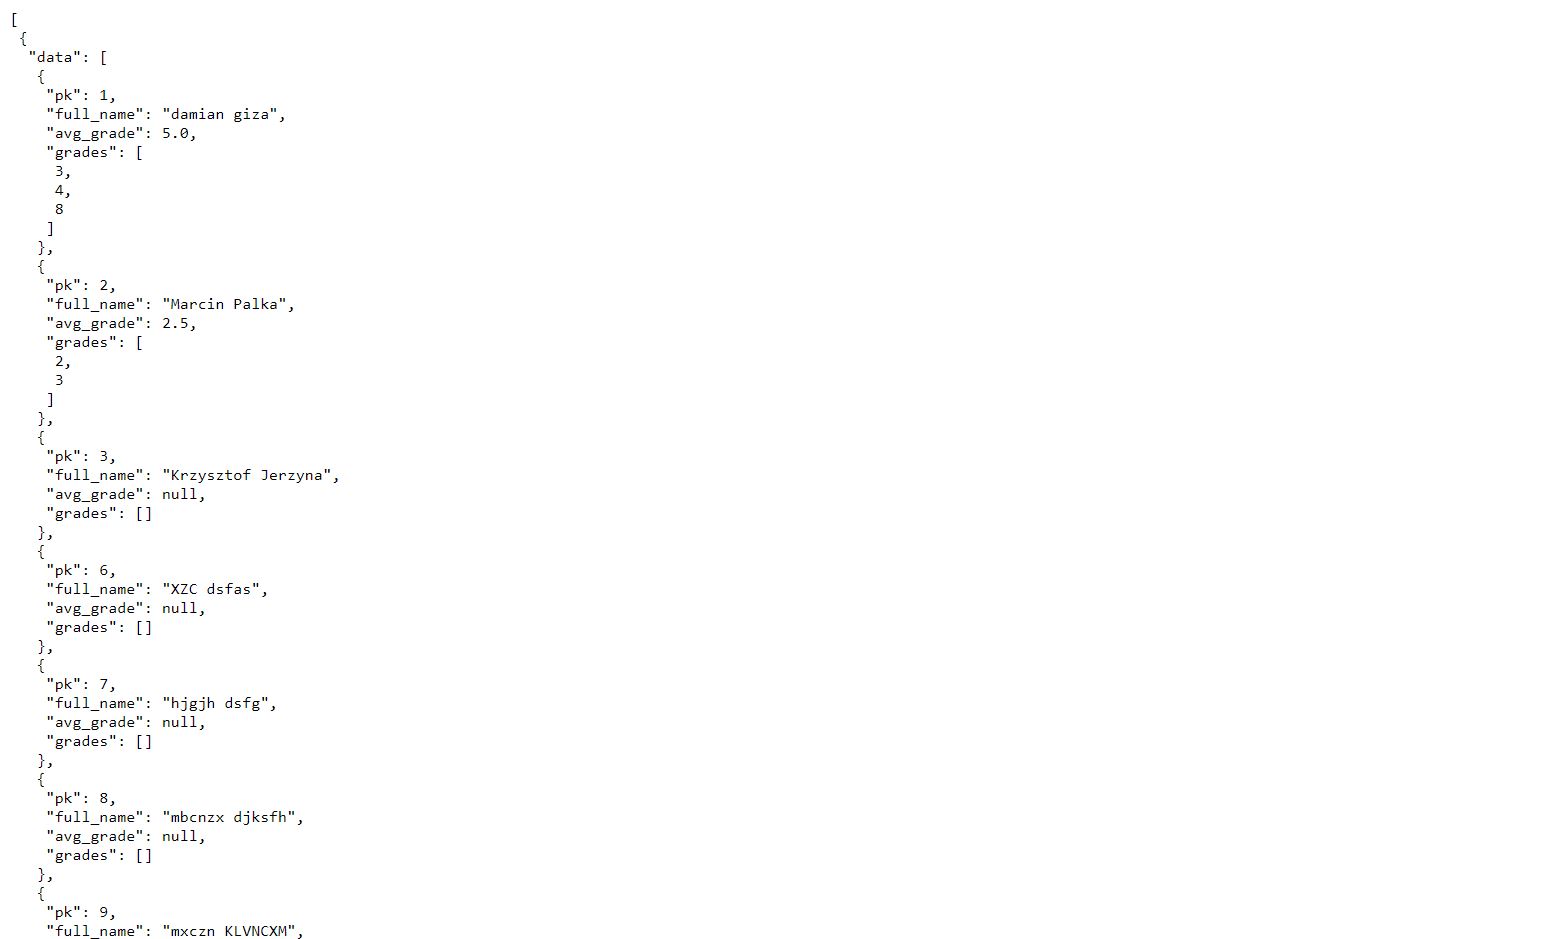 [
 {
  "data": [
   {
    "pk": 1,
    "full_name": "damian giza",
    "avg_grade": 5.0,
    "grades": [
     3,
     4,
     8
    ]
   },
   {
    "pk": 2,
    "full_name": "Marcin Palka",
    "avg_grade": 2.5,
    "grades": [
     2,
     3
    ]
   },
   {
    "pk": 3,
    "full_name": "Krzysztof Jerzyna",
    "avg_grade": null,
    "grades": []
   },
   {
    "pk": 6,
    "full_name": "XZC dsfas",
    "avg_grade": null,
    "grades": []
   },
   {
    "pk": 7,
    "full_name": "hjgjh dsfg",
    "avg_grade": null,
    "grades": []
   },
   {
    "pk": 8,
    "full_name": "mbcnzx djksfh",
    "avg_grade": null,
    "grades": []
   },
   {
    "pk": 9,
    "full_name": "mxczn KLVNCXM",